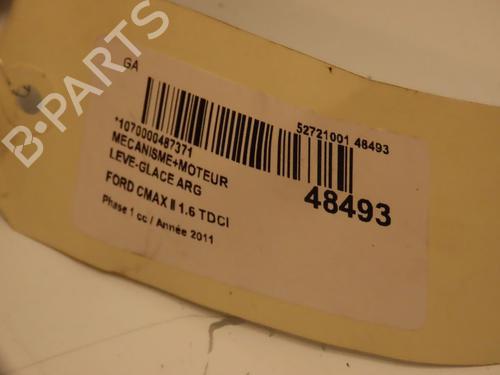 GA
52721001 48493
*1070000487371
MECANISME+MOTEUR
LEVE-GLACE ARG
48493
FORD CMAX II 1.6 TDCI
Phase 1 cc / Année 2011
B-PARTS